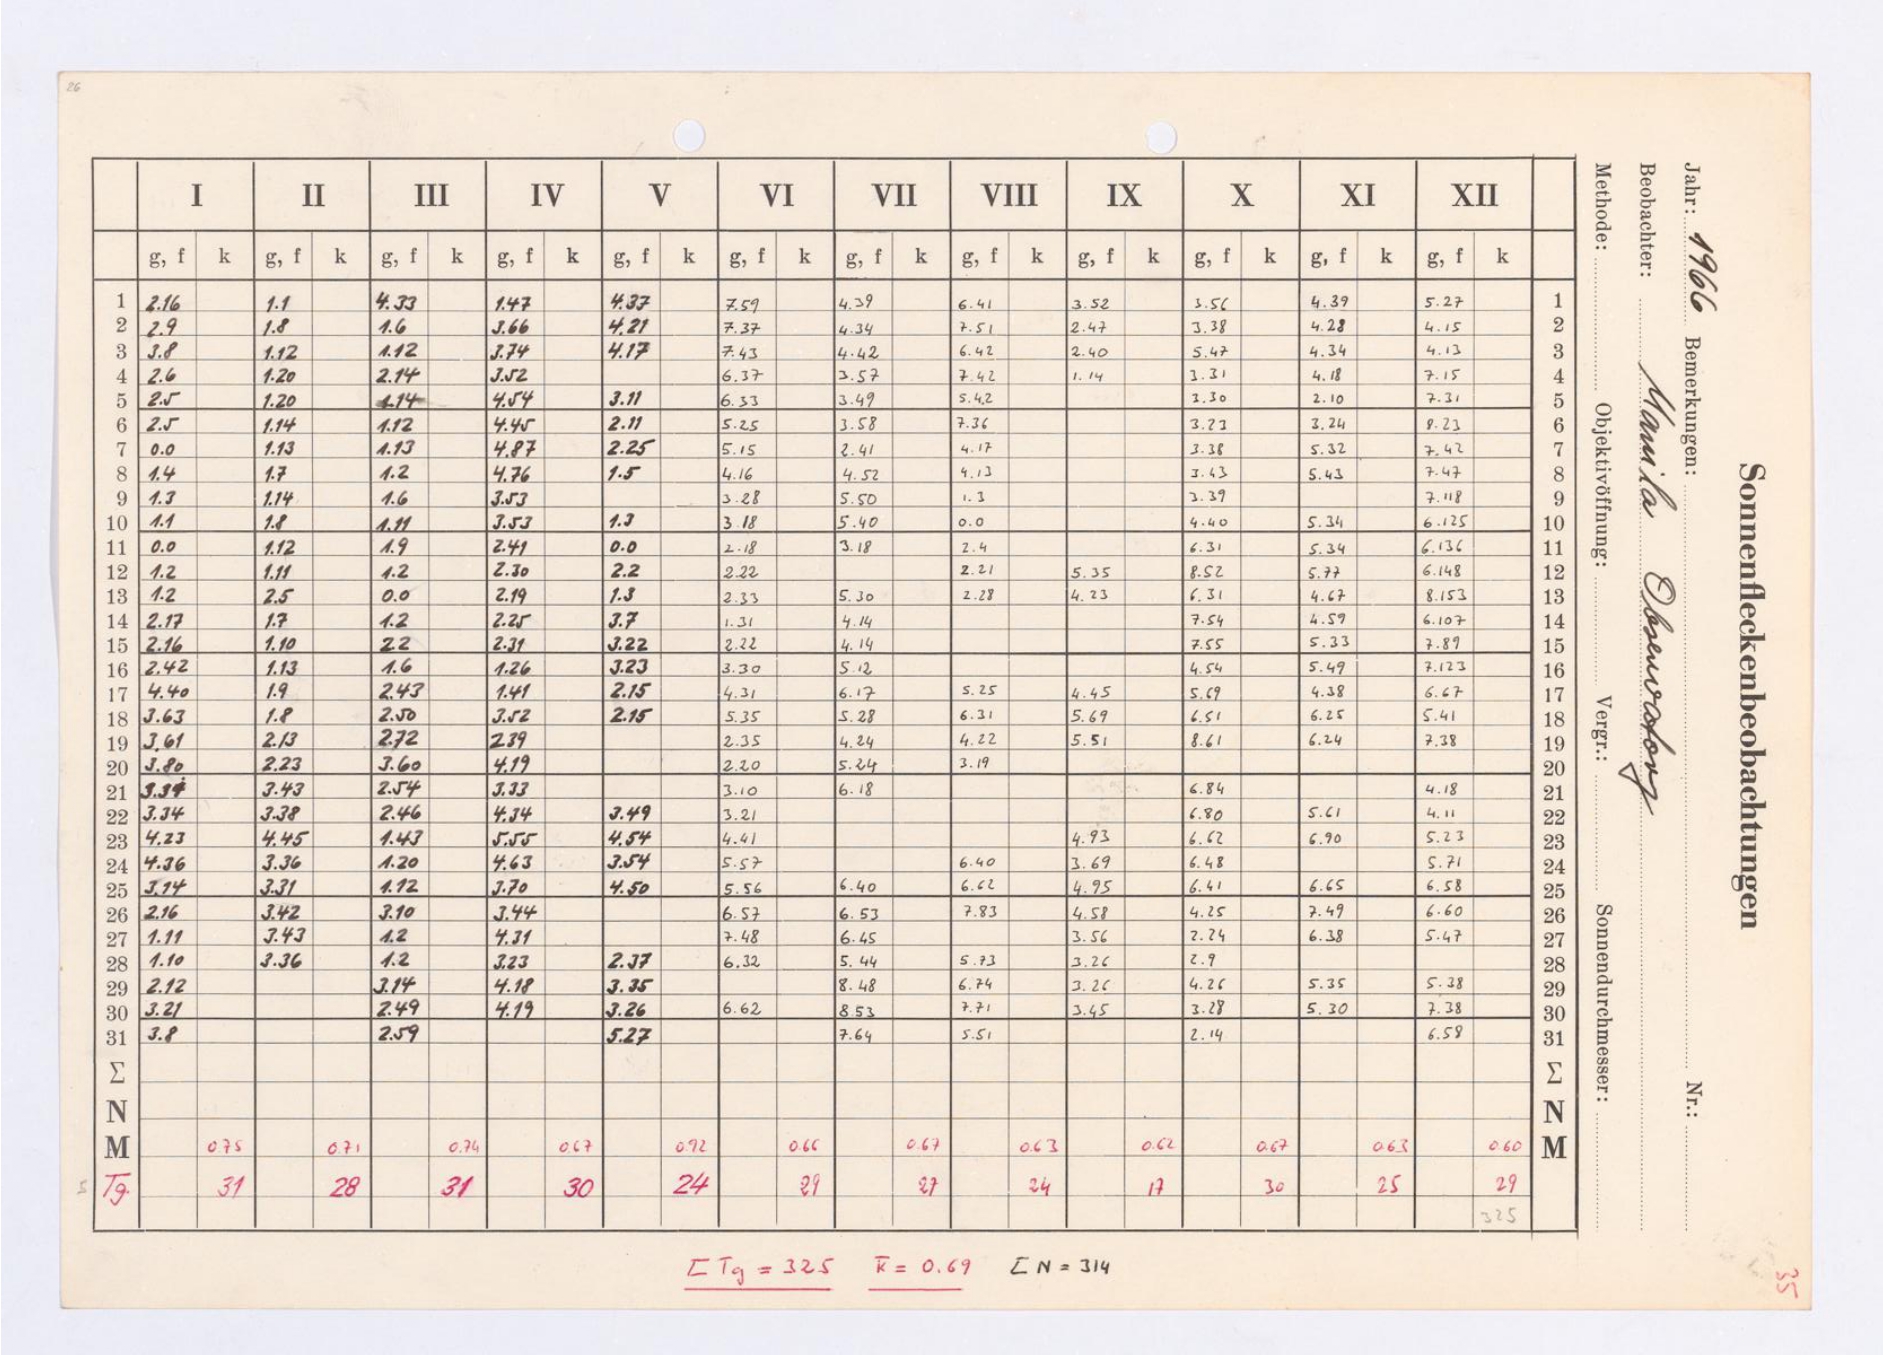 26
I II III IV V VI VII VIII IX X XI XII
g, f k g, f k g, f k g, f k g, f k g, f k g, f k g, f k g, f k g, f k g, f k g, f k
1 2.16 1.1 4.33 1.47 4.37 7.59 4.39 6.41 3.52 3.56 4.39 5.27 1
2 2.9 1.8 1.6 3.66 4.21 7.37 4.34 7.51 2.47 3.38 4.28 4.15 2
3 3.8 1.12 1.12 3.74 4.17 7.43 4.42 6.42 2.40 5.47 4.34 4.13 3
4 2.6 1.20 2.14 3.52 6.37 3.57 7.42 1.14 3.31 4.18 7.15 4
5 2.5 1.20 1.14 4.54 3.11 6.33 3.49 5.42 3.30 2.10 7.31 5
6 2.5 1.14 1.12 4.45 2.11 5.25 3.58 7.36 3.23 3.24 8.23 6
7 0.0 1.13 1.13 4.87 2.25 5.15 2.41 4.17 3.38 5.32 7.42 7
8 1.4 1.7 1.2 4.76 1.5 4.16 4.52 4.13 3.43 5.43 7.47 8
9 1.3 1.14 1.6 3.53 3.28 5.50 1.3 3.39 7.118 9
10 1.1 1.8 1.11 3.53 1.3 3.18 5.40 0.0 4.40 5.34 6.125 10
11 0.0 1.12 1.9 2.41 0.0 2.18 3.18 2.4 6.31 5.34 6.136 11
12 1.2 1.11 1.2 2.30 2.2 2.22 2.21 5.35 8.52 5.77 6.148 12
13 1.2 2.5 0.0 2.19 1.3 2.33 5.30 2.28 4.23 6.31 4.67 8.153 13
14 2.17 1.7 1.2 2.25 3.7 1.31 4.14 7.54 4.59 6.107 14
15 2.16 1.10 22 2.31 3.22 2.22 4.14 7.55 5.33 7.89 15
16 2.42 1.13 1.6 1.26 3.23 3.30 5.12 4.54 5.49 7.123 16
17 4.40 1.9 2.43 1.41 2.15 4.31 6.17 5.25 4.45 5.69 4.38 6.67 17
18 3.63 1.8 2.50 3.52 2.15 5.35 5.28 6.31 5.69 6.51 6.25 5.41 18
19 3.61 2.13 2.72 239 2.35 4.24 4.22 5.51 8.61 6.24 7.38 19
20 3.80 2.23 3.60 4.19 2.20 5.24 3.19 20
21 3.43 2.54 3.33 3.10 6.18 6.84 4.18 21
22 3.34 3.38 2.46 4.34 3.49 3.21 6.80 5.61 4.11 22
23 4.23 4.45 1.43 5.55 4.54 4.41 4.93 6.62 6.90 5.23 23
24 4.36 3.36 1.20 4.63 3.54 5.57 6.40 3.69 6.48 5.71 24
25 3.14 3.31 1.12 3.70 4.50 5.56 6.40 6.62 4.95 6.41 6.65 6.58 25
26 2.16 3.42 3.10 3.44 6.57 6.53 7.83 4.58 4.25 7.49 6.60 26
27 1.11 3.43 1.2 4.31 7.48 6.45 3.56 2.24 6.38 5.47 27
28 1.10 3.36 1.2 3.23 2.37 6.32 5.44 5.73 3.26 2.9 28
29 2.12 3.14 4.18 3.35 8.48 6.74 3.26 4.26 5.35 5.38 29
30 3.21 2.49 4.19 3.26 6.62 8.53 7.71 3.45 3.28 5.30 7.38 30
31 3.8 2.59 5.27 7.64 5.51 2.14 6.58 31
Σ Σ
N N
M 0.75 0.71 0.74 0.67 0.92 0.66 0.67 0.63 0.62 0.67 0.63 0.60 M
Tg. 31 28 31 30 24 29 27 24 17 30 25 29
325
Σ Tg = 325 k̅ = 0.69 Σ N = 314
Sonnenfleckenbeobachtungen
Jahr: 1966 Bemerkungen: Nr.:
Beobachter: Manila Observatory
Methode: Objektivöffnung: Vergr.: Sonnendurchmesser:
35